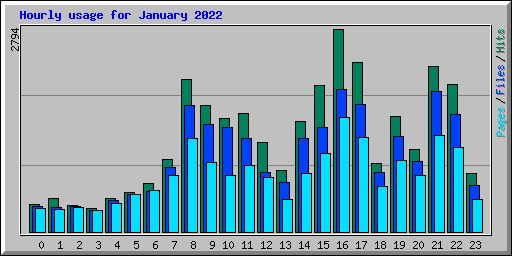 Hourly usage for January 2022
2794
Pages / Files / Hits
0 1 2 3 4 5 6 7 8 9 10 11 12 13 14 15 16 17 18 19 20 21 22 23